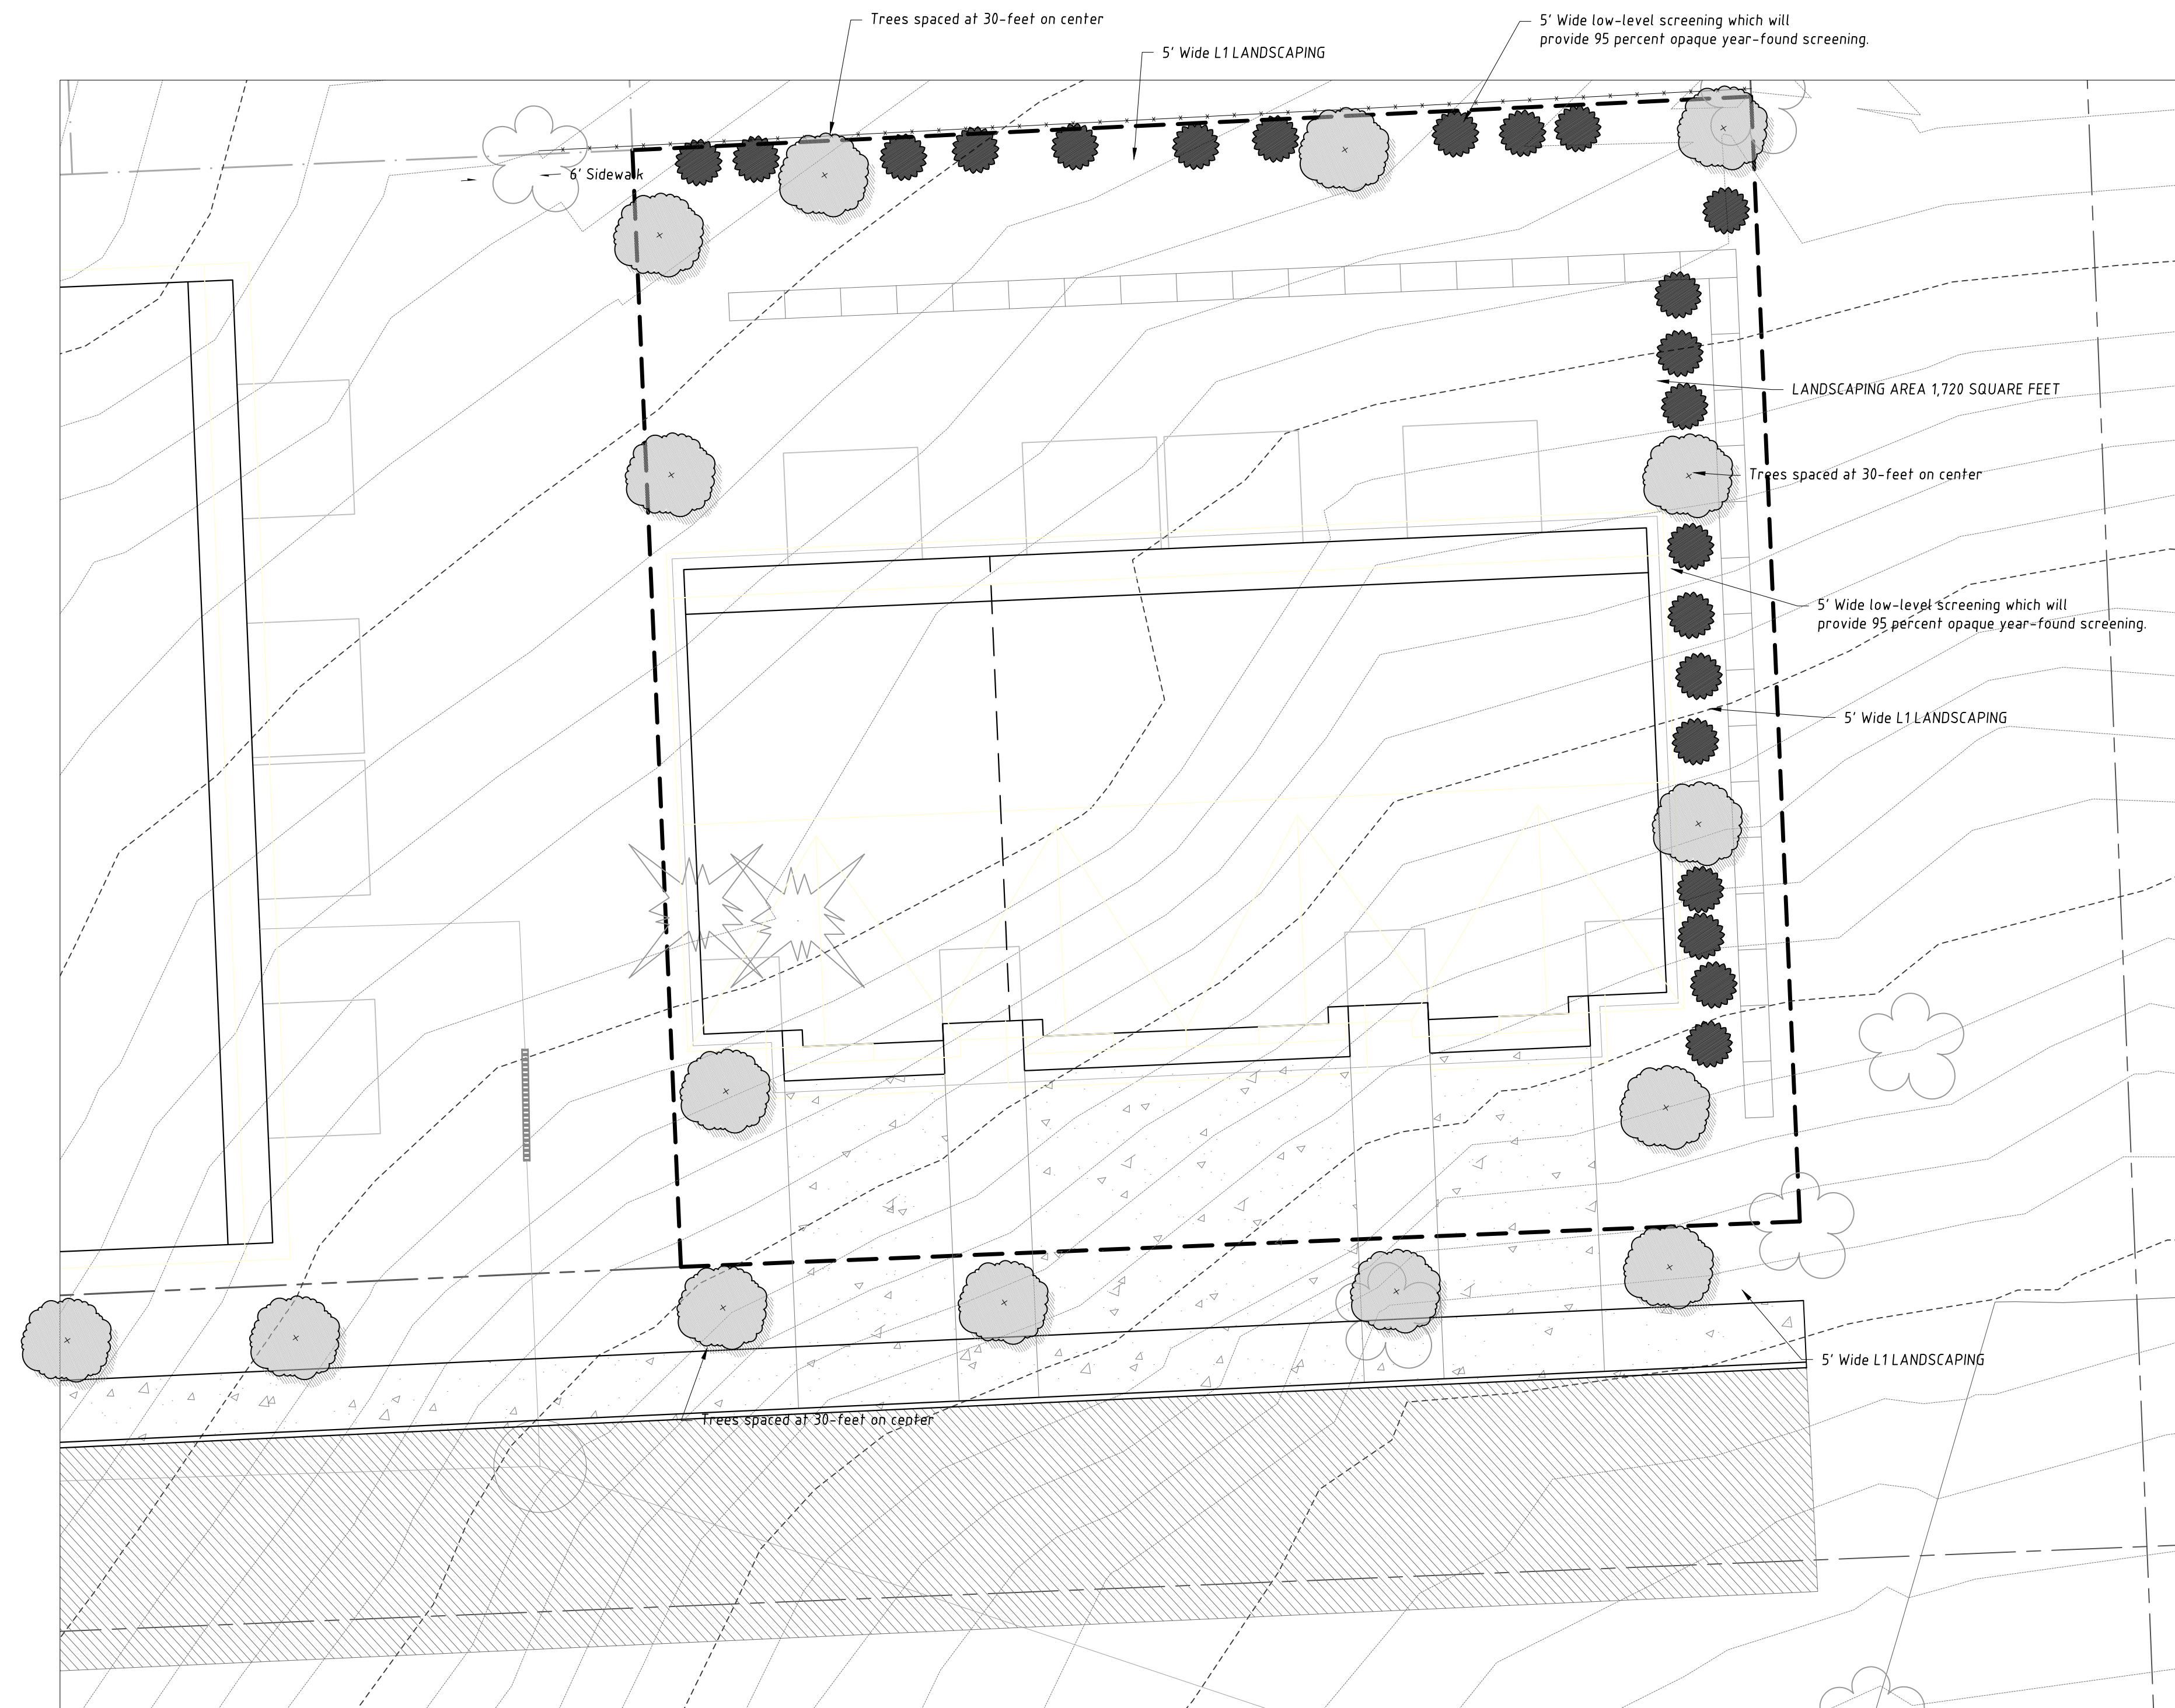 Trees spaced at 30-feet on center
5' Wide low-level screening which will
provide 95 percent opaque year-found screening.
5' Wide L1 LANDSCAPING
6' Sidewalk
LANDSCAPING AREA 1,720 SQUARE FEET
Trees spaced at 30-feet on center
5' Wide low-level screening which will
provide 95 percent opaque year-found screening.
5' Wide L1 LANDSCAPING
5' Wide L1 LANDSCAPING
Trees spaced at 30-feet on center